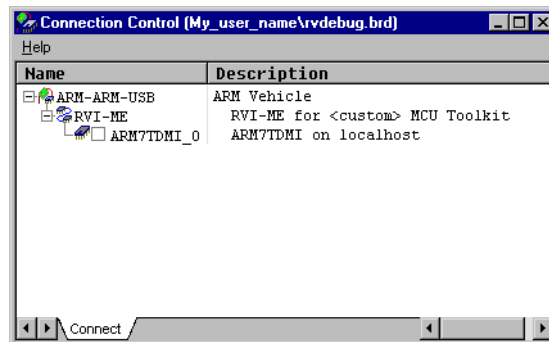 Connection Control (My_user_name\rvdebug.brd)
Help
Name Description
ARM-ARM-USB ARM Vehicle
RVI-ME RVI-ME for <custom> MCU Toolkit
ARM7TDMI_0 ARM7TDMI on localhost
Connect